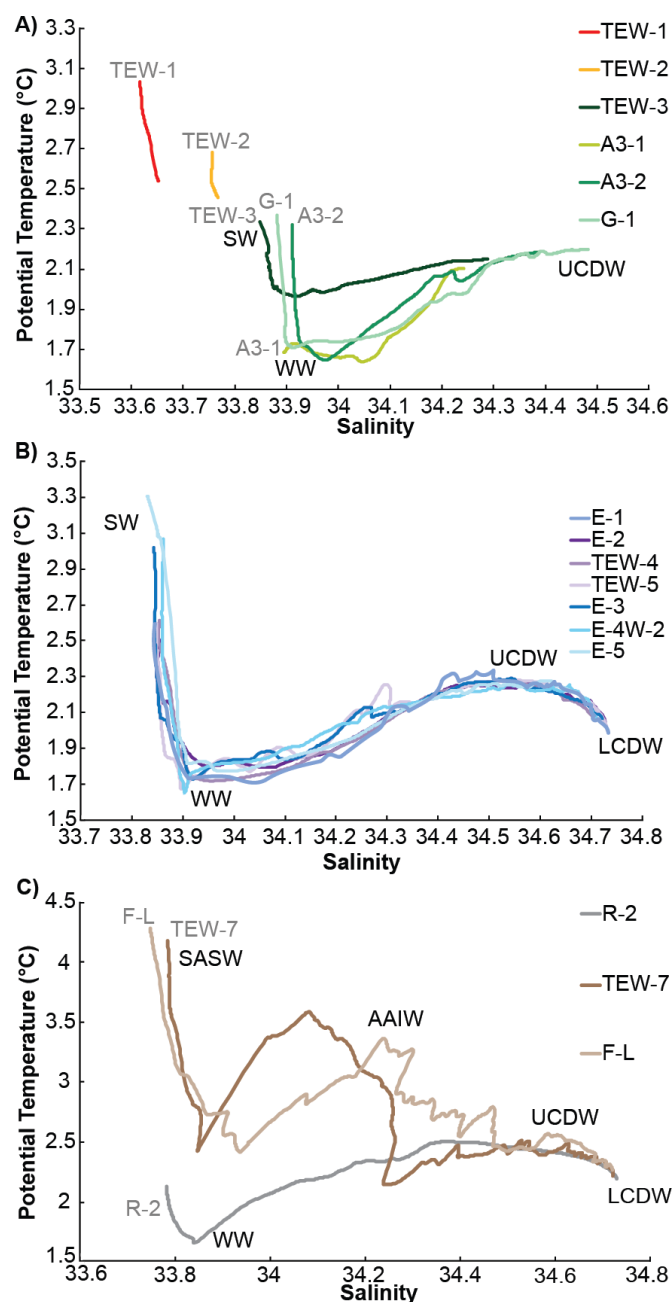 A)
Potential Temperature (°C)
3.3
3.1
2.9
2.7
2.5
2.3
2.1
1.9
1.7
1.5
TEW-1
TEW-2
TEW-3
G-1
A3-2
SW
UCDW
A3-1
WW
TEW-1
TEW-2
TEW-3
A3-1
A3-2
G-1
33.5 33.6 33.7 33.8 33.9 34 34.1 34.2 34.3 34.4 34.5 34.6
Salinity
B)
Potential Temperature (°C)
3.5
3.3
3.1
2.9
2.7
2.5
2.3
2.1
1.9
1.7
1.5
SW
UCDW
LCDW
WW
E-1
E-2
TEW-4
TEW-5
E-3
E-4W-2
E-5
33.7 33.8 33.9 34 34.1 34.2 34.3 34.4 34.5 34.6 34.7 34.8
Salinity
C)
Potential Temperature (°C)
4.5
4
3.5
3
2.5
2
1.5
F-L
TEW-7
SASW
AAIW
UCDW
LCDW
R-2
WW
R-2
TEW-7
F-L
33.6 33.8 34 34.2 34.4 34.6 34.8
Salinity